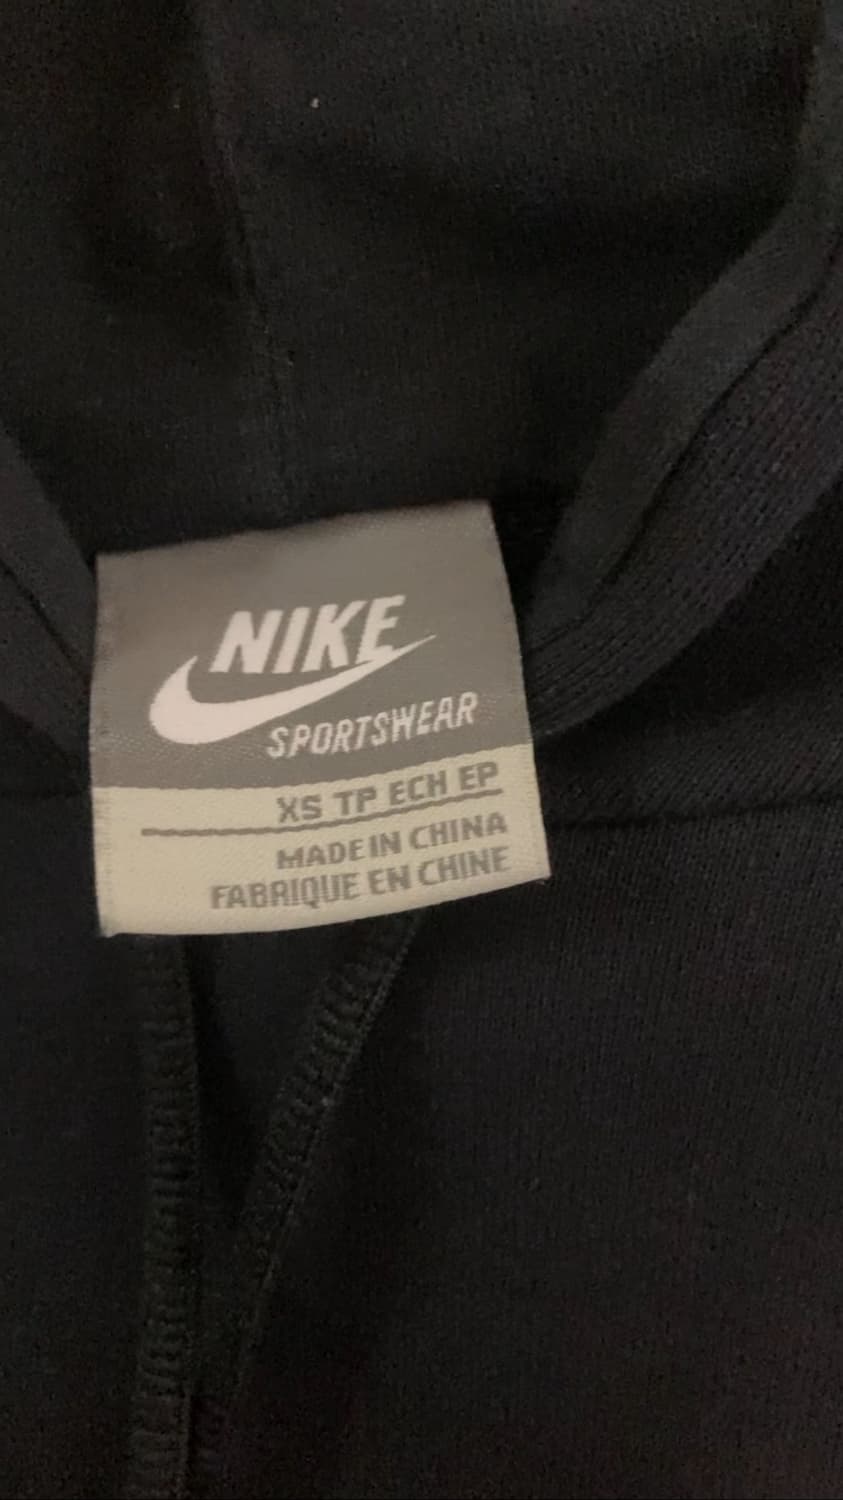 NIKE
SPORTSWEAR
XS TP ECH EP
MADE IN CHINA
FABRIQUE EN CHINE